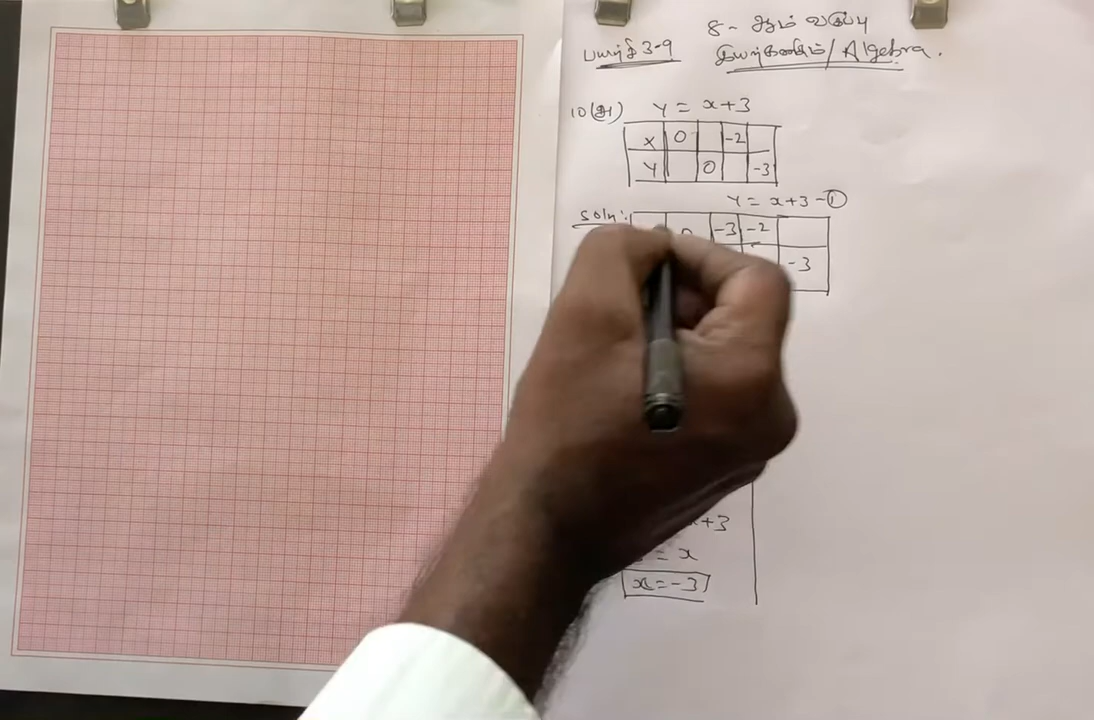 8-ஆம் வகுப்பு
பயிற்சி 3-9 இயற்கணிதம்/Algebra.
10(அ) Y = x+3
X 0 -2
Y 0 -3
Y = x+3 - ①
Soln:
0 -3 -2
-3
+3
= x
x=-3